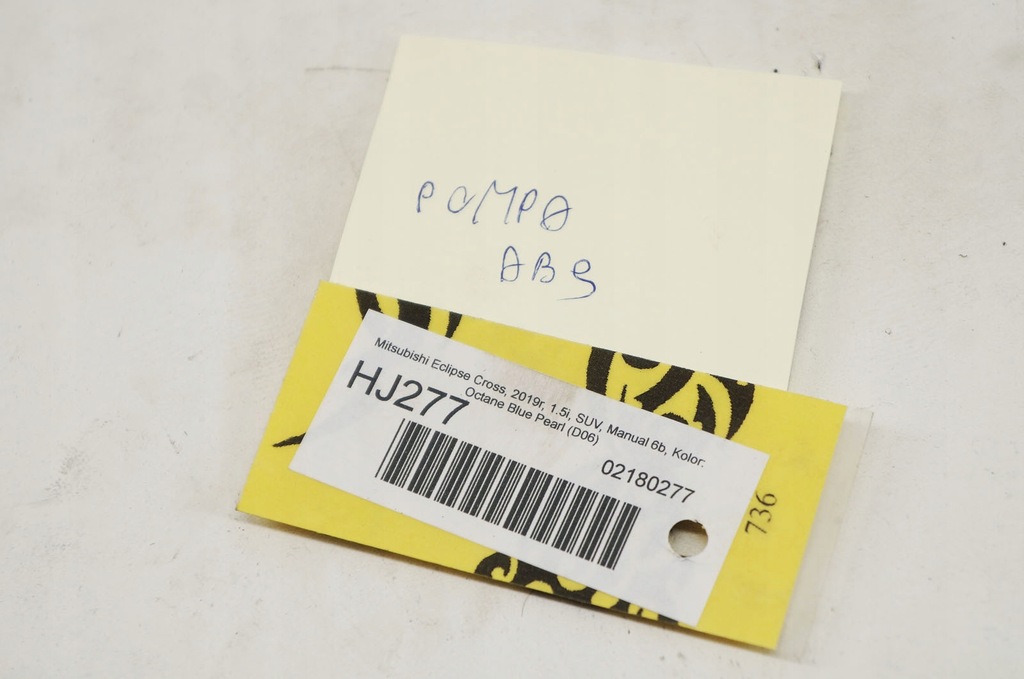 POMPA
ABS
Mitsubishi Eclipse Cross, 2019r, 1.5i, SUV, Manual 6b, Kolor:
Octane Blue Pearl (D06)
HJ277
02180277
736